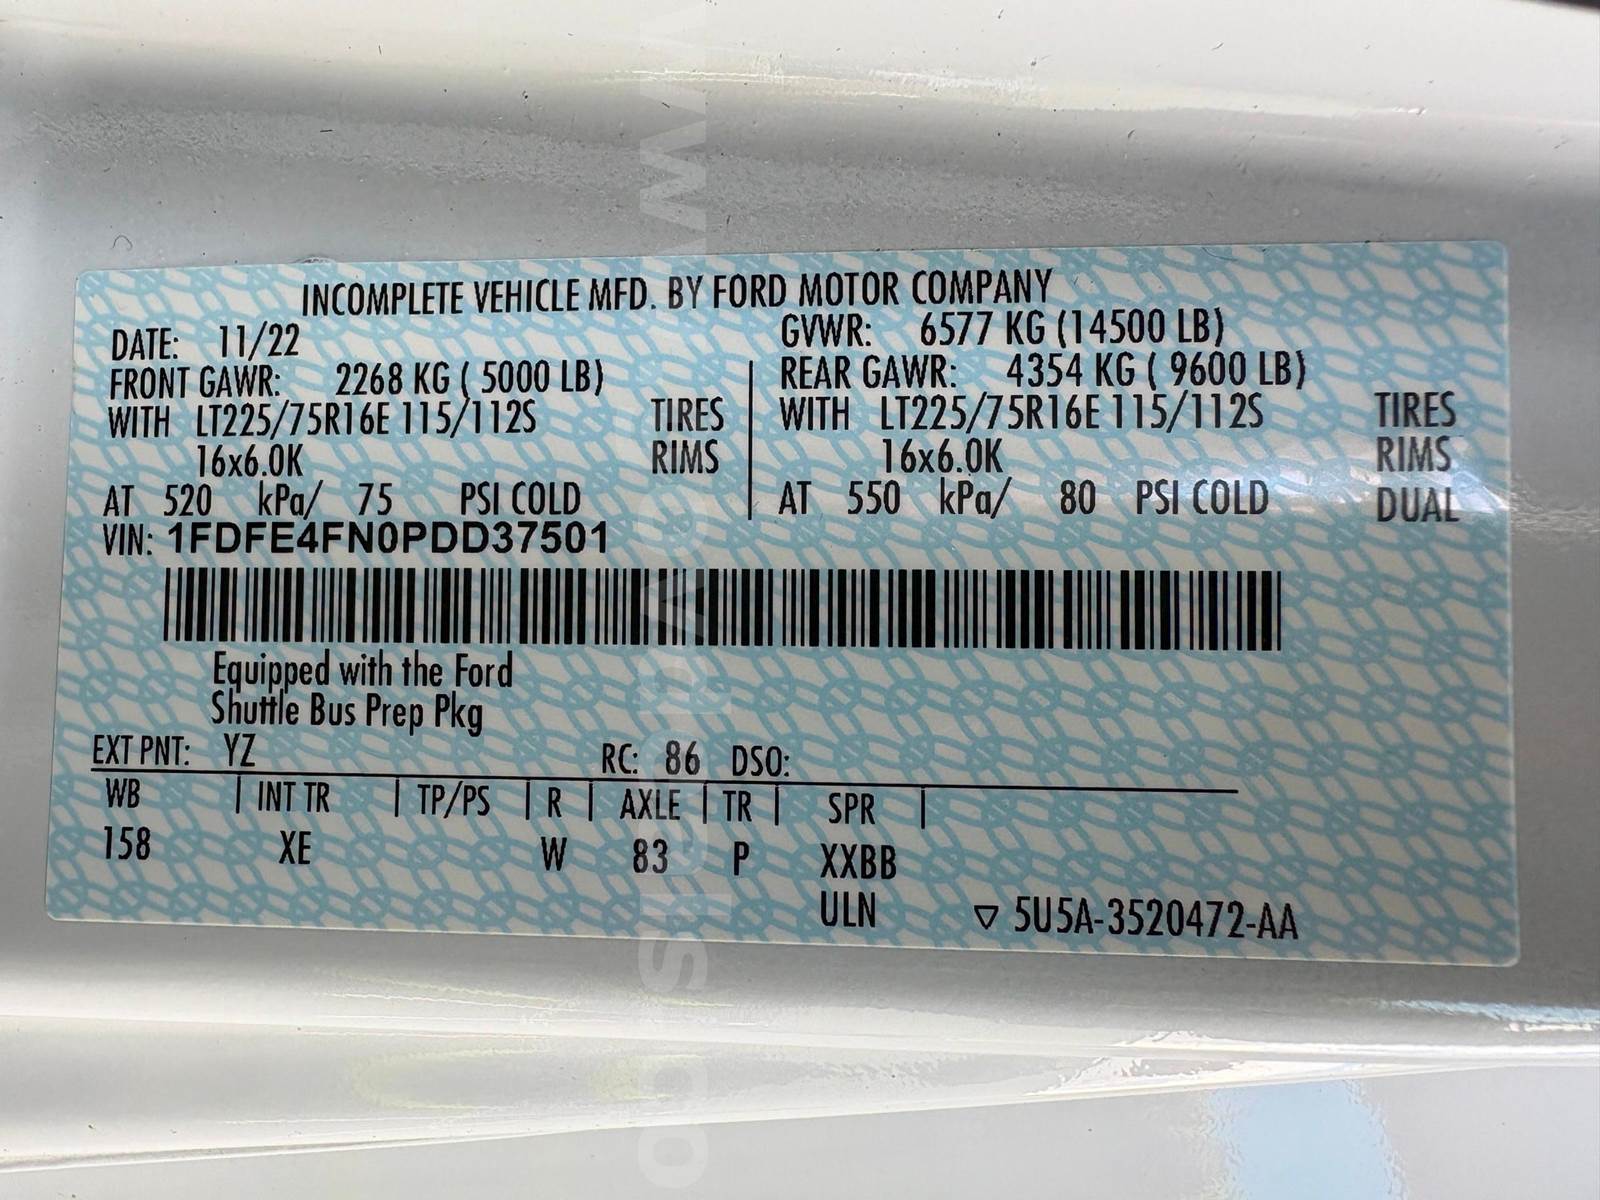 INCOMPLETE VEHICLE MFD. BY FORD MOTOR COMPANY
DATE: 11/22 GVWR: 6577 KG (14500 LB)
FRONT GAWR: 2268 KG ( 5000 LB) REAR GAWR: 4354 KG ( 9600 LB)
WITH LT225/75R16E 115/112S TIRES WITH LT225/75R16E 115/112S TIRES
16x6.0K RIMS 16x6.0K RIMS
AT 520 kPa/ 75 PSI COLD AT 550 kPa/ 80 PSI COLD DUAL
VIN: 1FDFE4FN0PDD37501
Equipped with the Ford
Shuttle Bus Prep Pkg
EXT PNT: YZ RC: 86 DSO:
WB | INT TR | TP/PS | R | AXLE | TR | SPR |
158 XE W 83 P XXBB
ULN ▽ 5U5A-3520472-AA